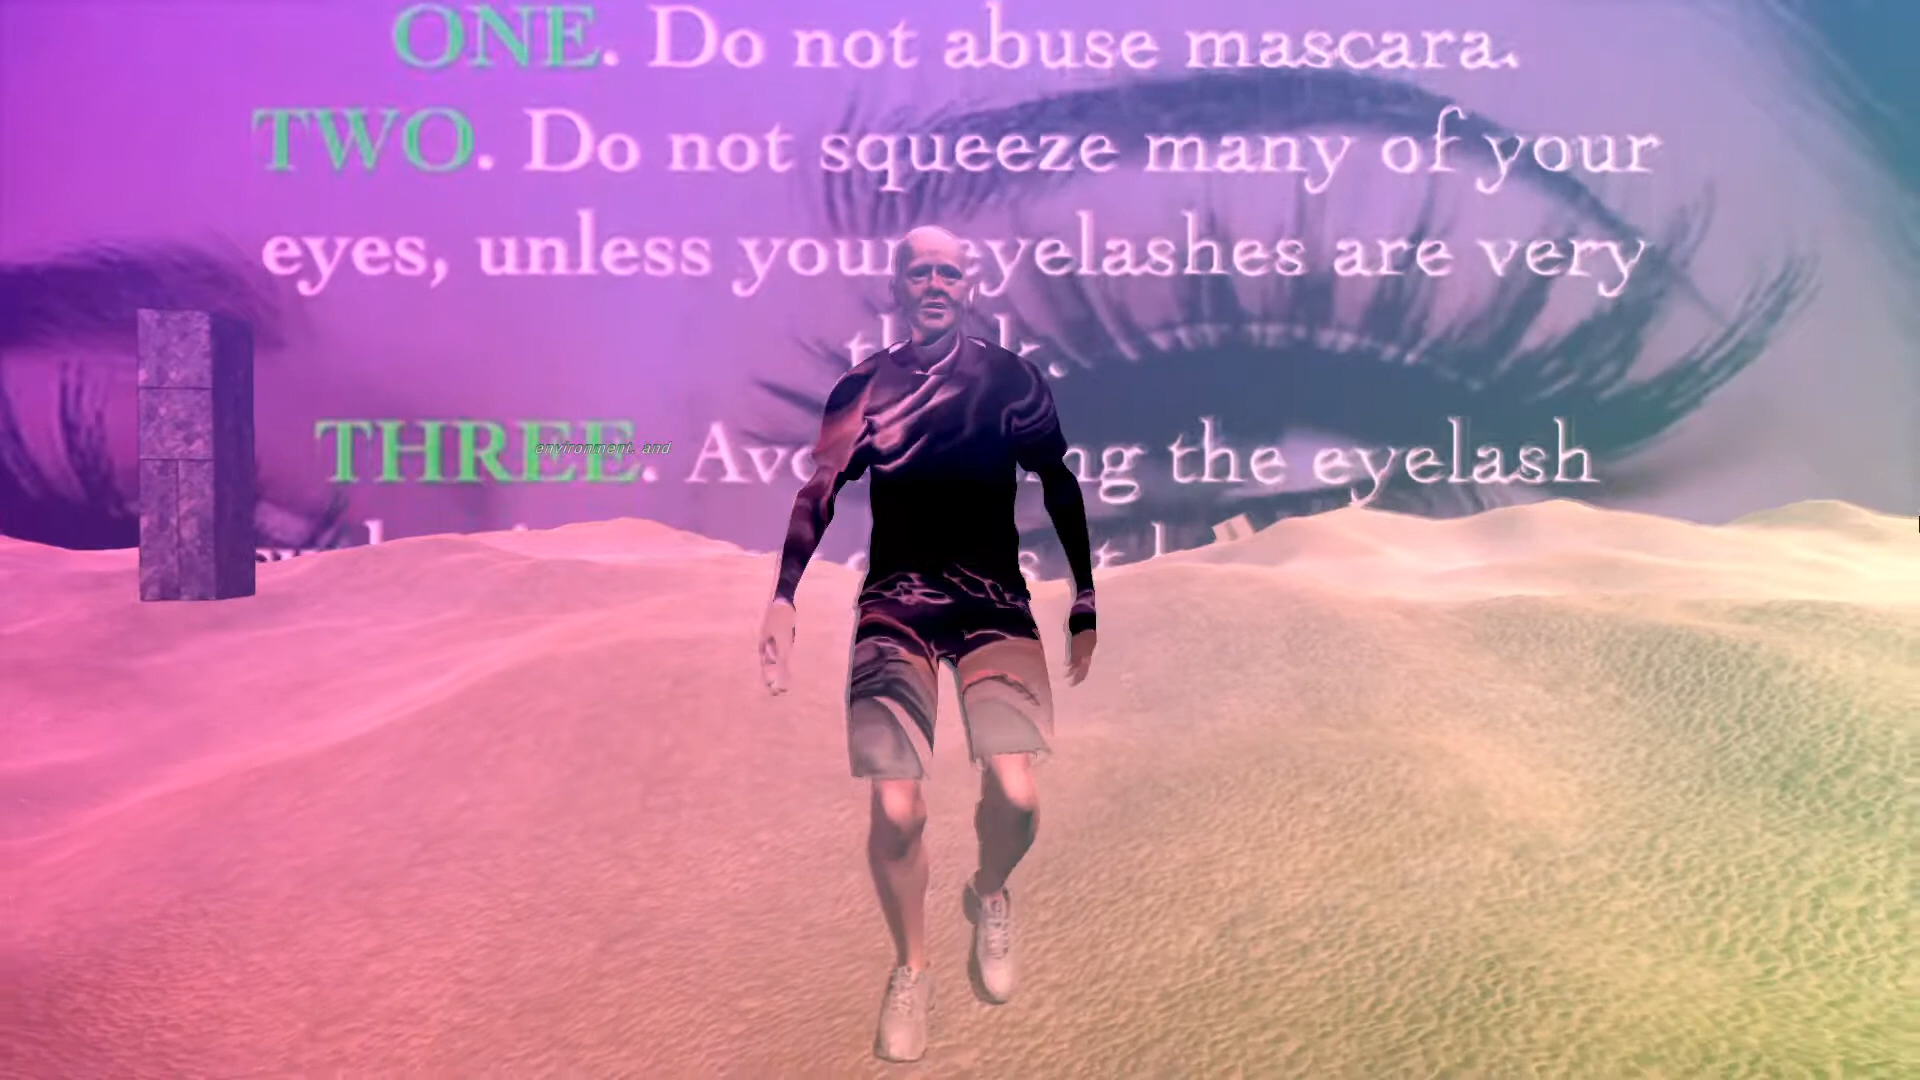 ONE. Do not abuse mascara.
TWO. Do not squeeze many of your
eyes, unless your eyelashes are very
THREE. the eyelash
environment. and